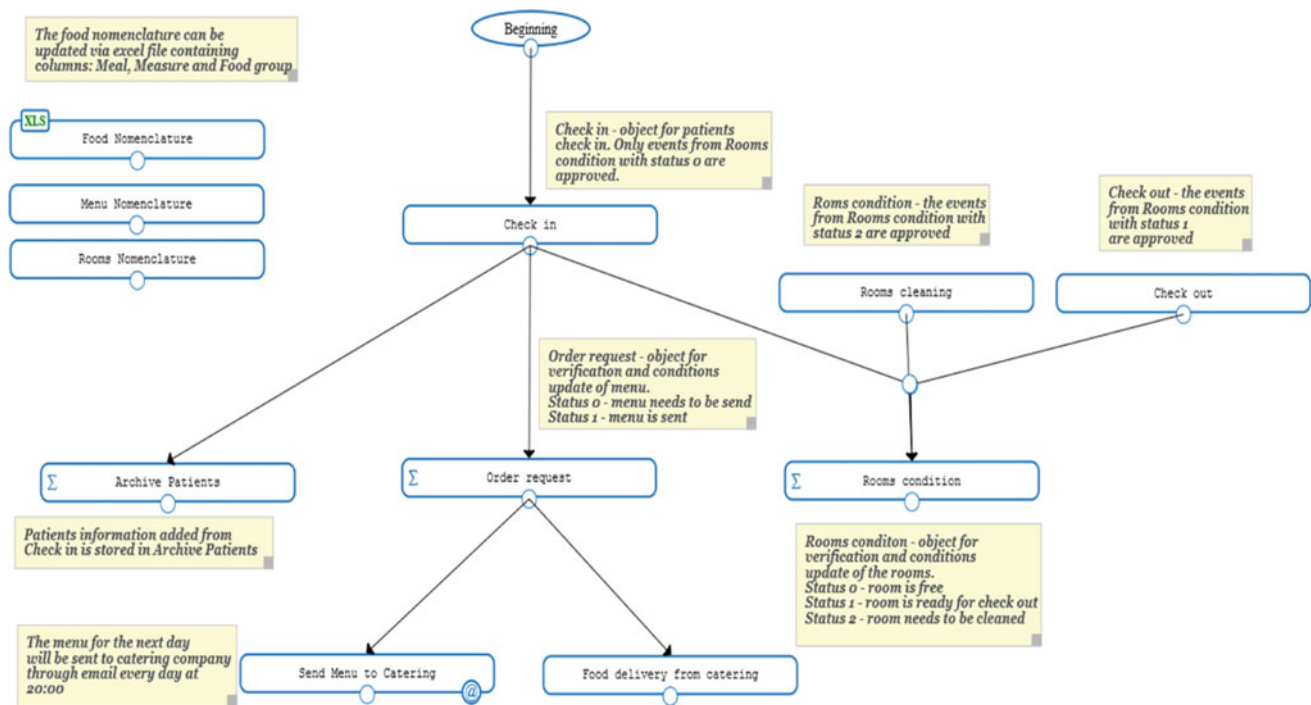 The food nomenclature can be
updated via excel file containing
columns: Meal, Measure and Food group
XLS
Food Nomenclature
Menu Nomenclature
Rooms Nomenclature
Beginning
Check in - object for patients
check in. Only events from Rooms
condition with status 0 are
approved.
Check in
Roms condition - the events
from Rooms condition with
status 2 are approved
Check out - the events
from Rooms condition
with status 1
are approved
Rooms cleaning
Check out
Order request - object for
verification and conditions
update of menu.
Status 0 - menu needs to be send
Status 1 - menu is sent
Σ Archive Patients
Σ Order request
Σ Rooms condition
Patients information added from
Check in is stored in Archive Patients
Rooms conditon - object for
verification and conditions
update of the rooms.
Status 0 - room is free
Status 1 - room is ready for check out
Status 2 - room needs to be cleaned
The menu for the next day
will be sent to catering company
through email every day at
20:00
Send Menu to Catering
@
Food delivery from catering